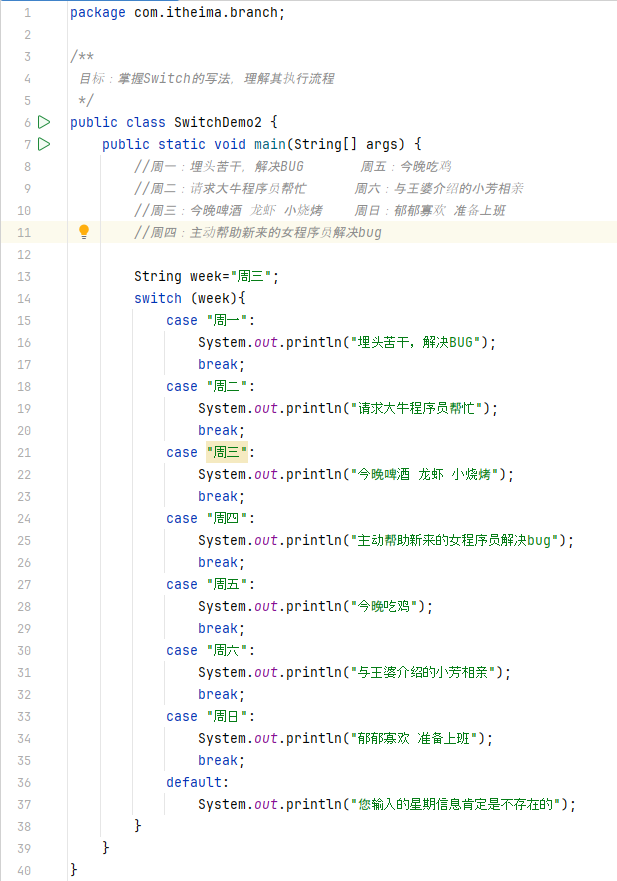 1 package com.itheima.branch;
2
3 /**
4 目标：掌握Switch的写法，理解其执行流程
5 */
6 public class SwitchDemo2 {
7 public static void main(String[] args) {
8 //周一：埋头苦干，解决BUG 周五：今晚吃鸡
9 //周二：请求大牛程序员帮忙 周六：与王婆介绍的小芳相亲
10 //周三：今晚啤酒 龙虾 小烧烤 周日：郁郁寡欢 准备上班
11 //周四：主动帮助新来的女程序员解决bug
12
13 String week="周三";
14 switch (week){
15 case "周一":
16 System.out.println("埋头苦干，解决BUG");
17 break;
18 case "周二":
19 System.out.println("请求大牛程序员帮忙");
20 break;
21 case "周三":
22 System.out.println("今晚啤酒 龙虾 小烧烤");
23 break;
24 case "周四":
25 System.out.println("主动帮助新来的女程序员解决bug");
26 break;
27 case "周五":
28 System.out.println("今晚吃鸡");
29 break;
30 case "周六":
31 System.out.println("与王婆介绍的小芳相亲");
32 break;
33 case "周日":
34 System.out.println("郁郁寡欢 准备上班");
35 break;
36 default:
37 System.out.println("您输入的星期信息肯定是不存在的");
38 }
39 }
40 }